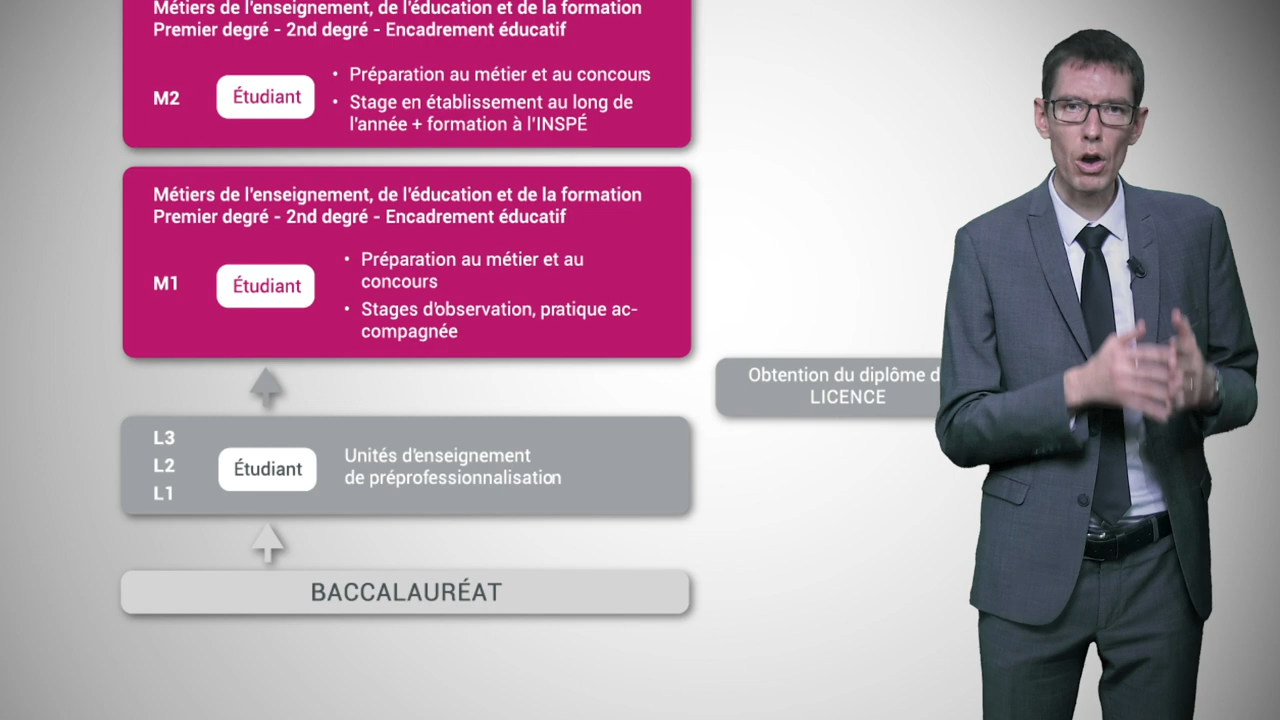 Métiers de l'enseignement, de l'éducation et de la formation
Premier degré - 2nd degré - Encadrement éducatif
M2
Étudiant
• Préparation au métier et au concours
• Stage en établissement au long de
l'année + formation à l'INSPÉ
Métiers de l'enseignement, de l'éducation et de la formation
Premier degré - 2nd degré - Encadrement éducatif
M1
Étudiant
• Préparation au métier et au
concours
• Stages d'observation, pratique ac-
compagnée
Obtention du diplôme d
LICENCE
L3
L2
L1
Étudiant
Unités d'enseignement
de préprofessionnalisation
BACCALAURÉAT